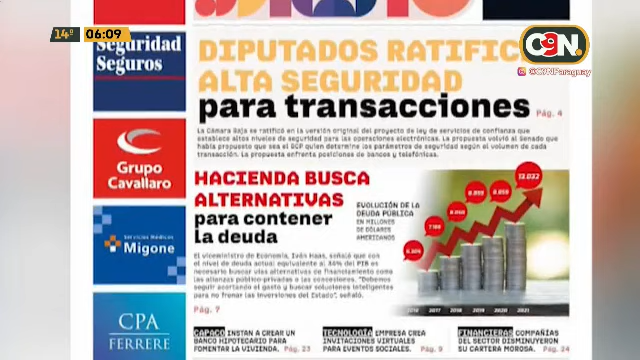 14º 06:09
C9N
@C9NParaguay
Seguridad
Seguros
DIPUTADOS RATIFIC
ALTA SEGURIDAD
para transacciones Pág. 4
La Cámara Baja se ratificó en la versión original del proyecto de ley de servicios de confianza que
establece altos niveles de seguridad para las operaciones electrónicas. La propuesta volvió al Senado que
había propuesto que sea el BCP quien determine los parámetros de seguridad según el volumen de cada
transacción. La propuesta enfrenta posiciones de bancos y telefónicas.
Grupo
Cavallaro
HACIENDA BUSCA
ALTERNATIVAS
para contener
la deuda
El viceministro de Economía, Iván Haas, señaló que con
el nivel de deuda actual equivalente al 36% del PIB es
necesario buscar vías alternativas de financiamiento como
las alianzas público-privadas o las concesiones. "Debemos
seguir acortando el gasto y buscar soluciones inteligentes
para no frenar las inversiones del Estado", señaló.
Pág. 7
EVOLUCIÓN DE LA
DEUDA PÚBLICA
EN MILLONES
DE DÓLARES
AMERICANOS
13.032
2017 2018 2019 2020 2021
Servicios Médicos
Migone
CPA
FERRERE
CAPACO INSTAN A CREAR UN
BANCO HIPOTECARIO PARA
FOMENTAR LA VIVIENDA. Pág. 23
TECNOLOGÍA EMPRESA CREA
INVITACIONES VIRTUALES
PARA EVENTOS SOCIALES. Pág. 9
FINANCIERAS COMPAÑÍAS
DEL SECTOR DISMINUYERON
SU CARTERA MOROSA. Pág. 24